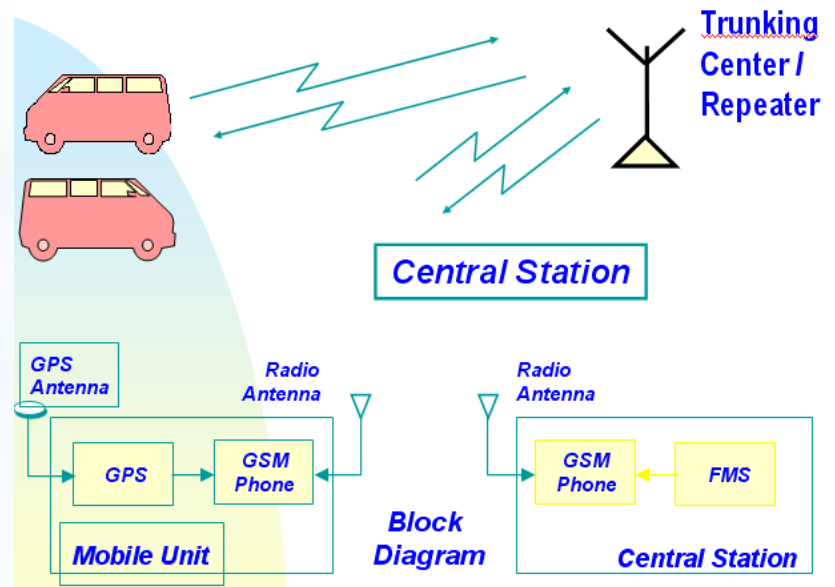 Trunking
Center /
Repeater
Central Station
GPS
Antenna
Radio
Antenna
Radio
Antenna
GPS
GSM
Phone
GSM
Phone
FMS
Block
Diagram
Mobile Unit
Central Station